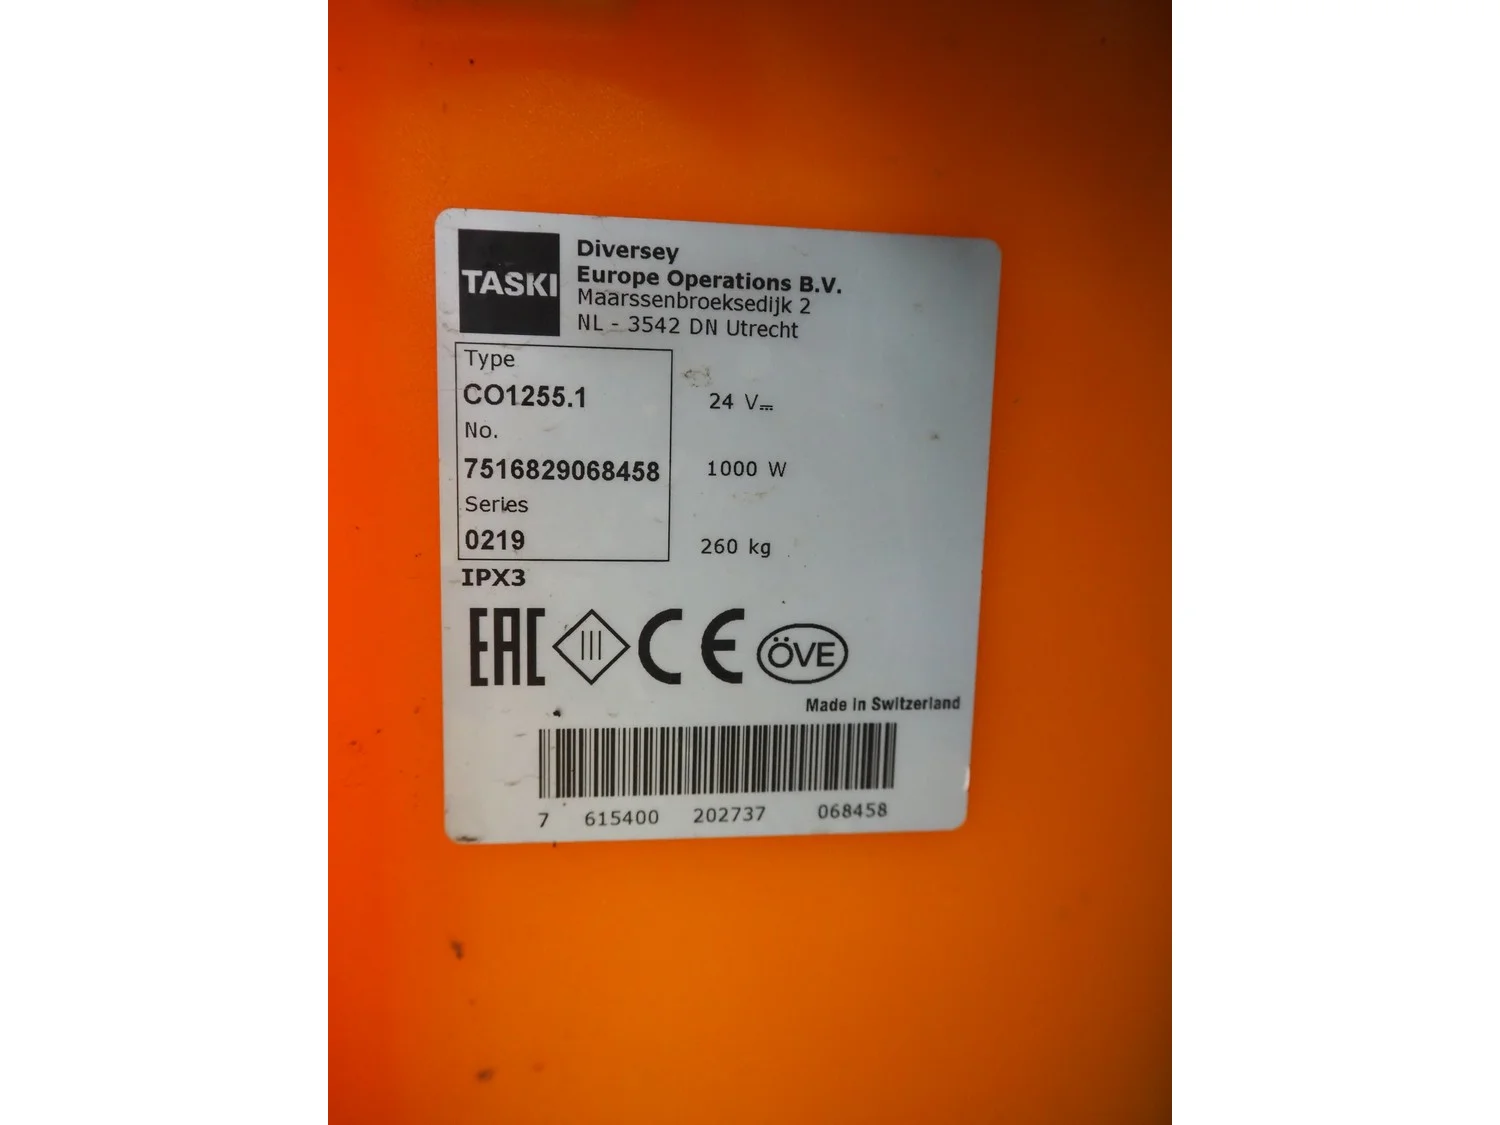 TASKI
Diversey
Europe Operations B.V.
Maarssenbroeksedijk 2
NL - 3542 DN Utrecht
Type
CO1255.1
24 V⎓
No.
7516829068458
1000 W
Series
0219
260 kg
IPX3
EAC III CE ÖVE
Made in Switzerland
7 615400 202737 068458